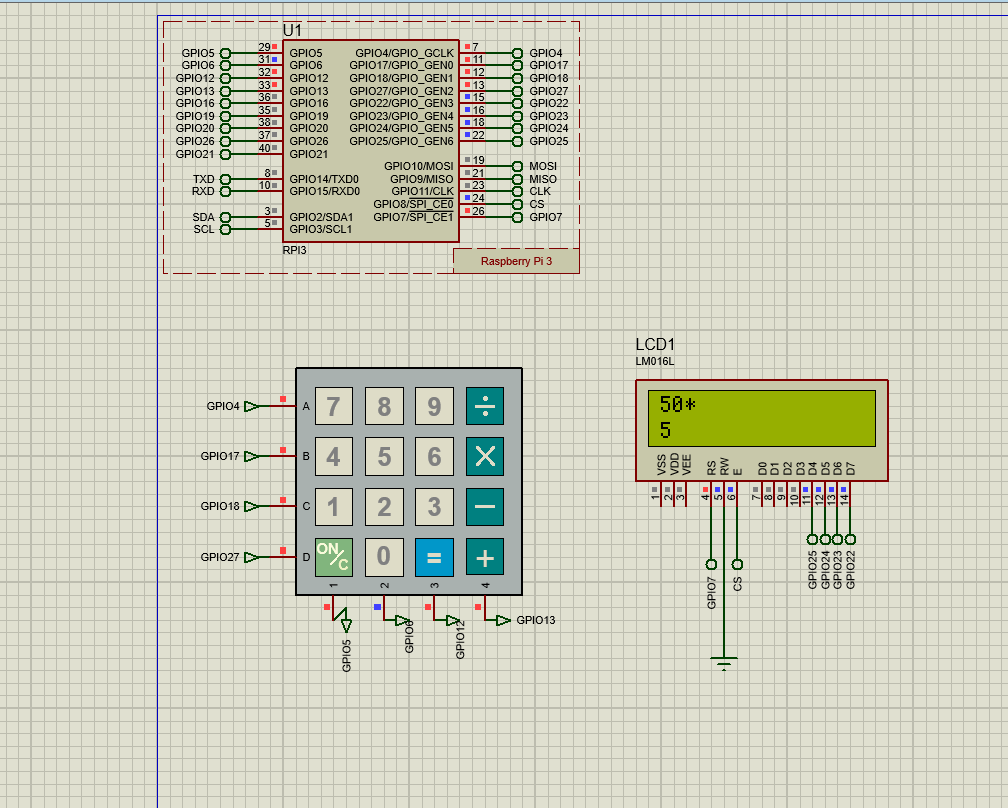 U1
GPIO5 29 GPIO5 GPIO4/GPIO_GCLK 7 GPIO4
GPIO6 31 GPIO6 GPIO17/GPIO_GEN0 11 GPIO17
GPIO12 32 GPIO12 GPIO18/GPIO_GEN1 12 GPIO18
GPIO13 33 GPIO13 GPIO27/GPIO_GEN2 13 GPIO27
GPIO16 36 GPIO16 GPIO22/GPIO_GEN3 15 GPIO22
GPIO19 35 GPIO19 GPIO23/GPIO_GEN4 16 GPIO23
GPIO20 38 GPIO20 GPIO24/GPIO_GEN5 18 GPIO24
GPIO26 37 GPIO26 GPIO25/GPIO_GEN6 22 GPIO25
GPIO21 40 GPIO21
GPIO10/MOSI 19 MOSI
TXD 8 GPIO14/TXD0 GPIO9/MISO 21 MISO
RXD 10 GPIO15/RXD0 GPIO11/CLK 23 CLK
GPIO8/SPI_CE0 24 CS
SDA 3 GPIO2/SDA1 GPIO7/SPI_CE1 26 GPIO7
SCL 5 GPIO3/SCL1
RPI3
Raspberry Pi 3
LCD1
LM016L
50*
5
VSS VDD VEE RS RW E D0 D1 D2 D3 D4 D5 D6 D7
1 2 3 4 5 6 7 8 9 10 11 12 13 14
GPIO7 CS GPIO25 GPIO24 GPIO23 GPIO22
GPIO4 A 7 8 9 ÷
GPIO17 B 4 5 6 ×
GPIO18 C 1 2 3 −
GPIO27 D ON/C 0 = +
1 2 3 4
GPIO5 GPIO6 GPIO12 GPIO13